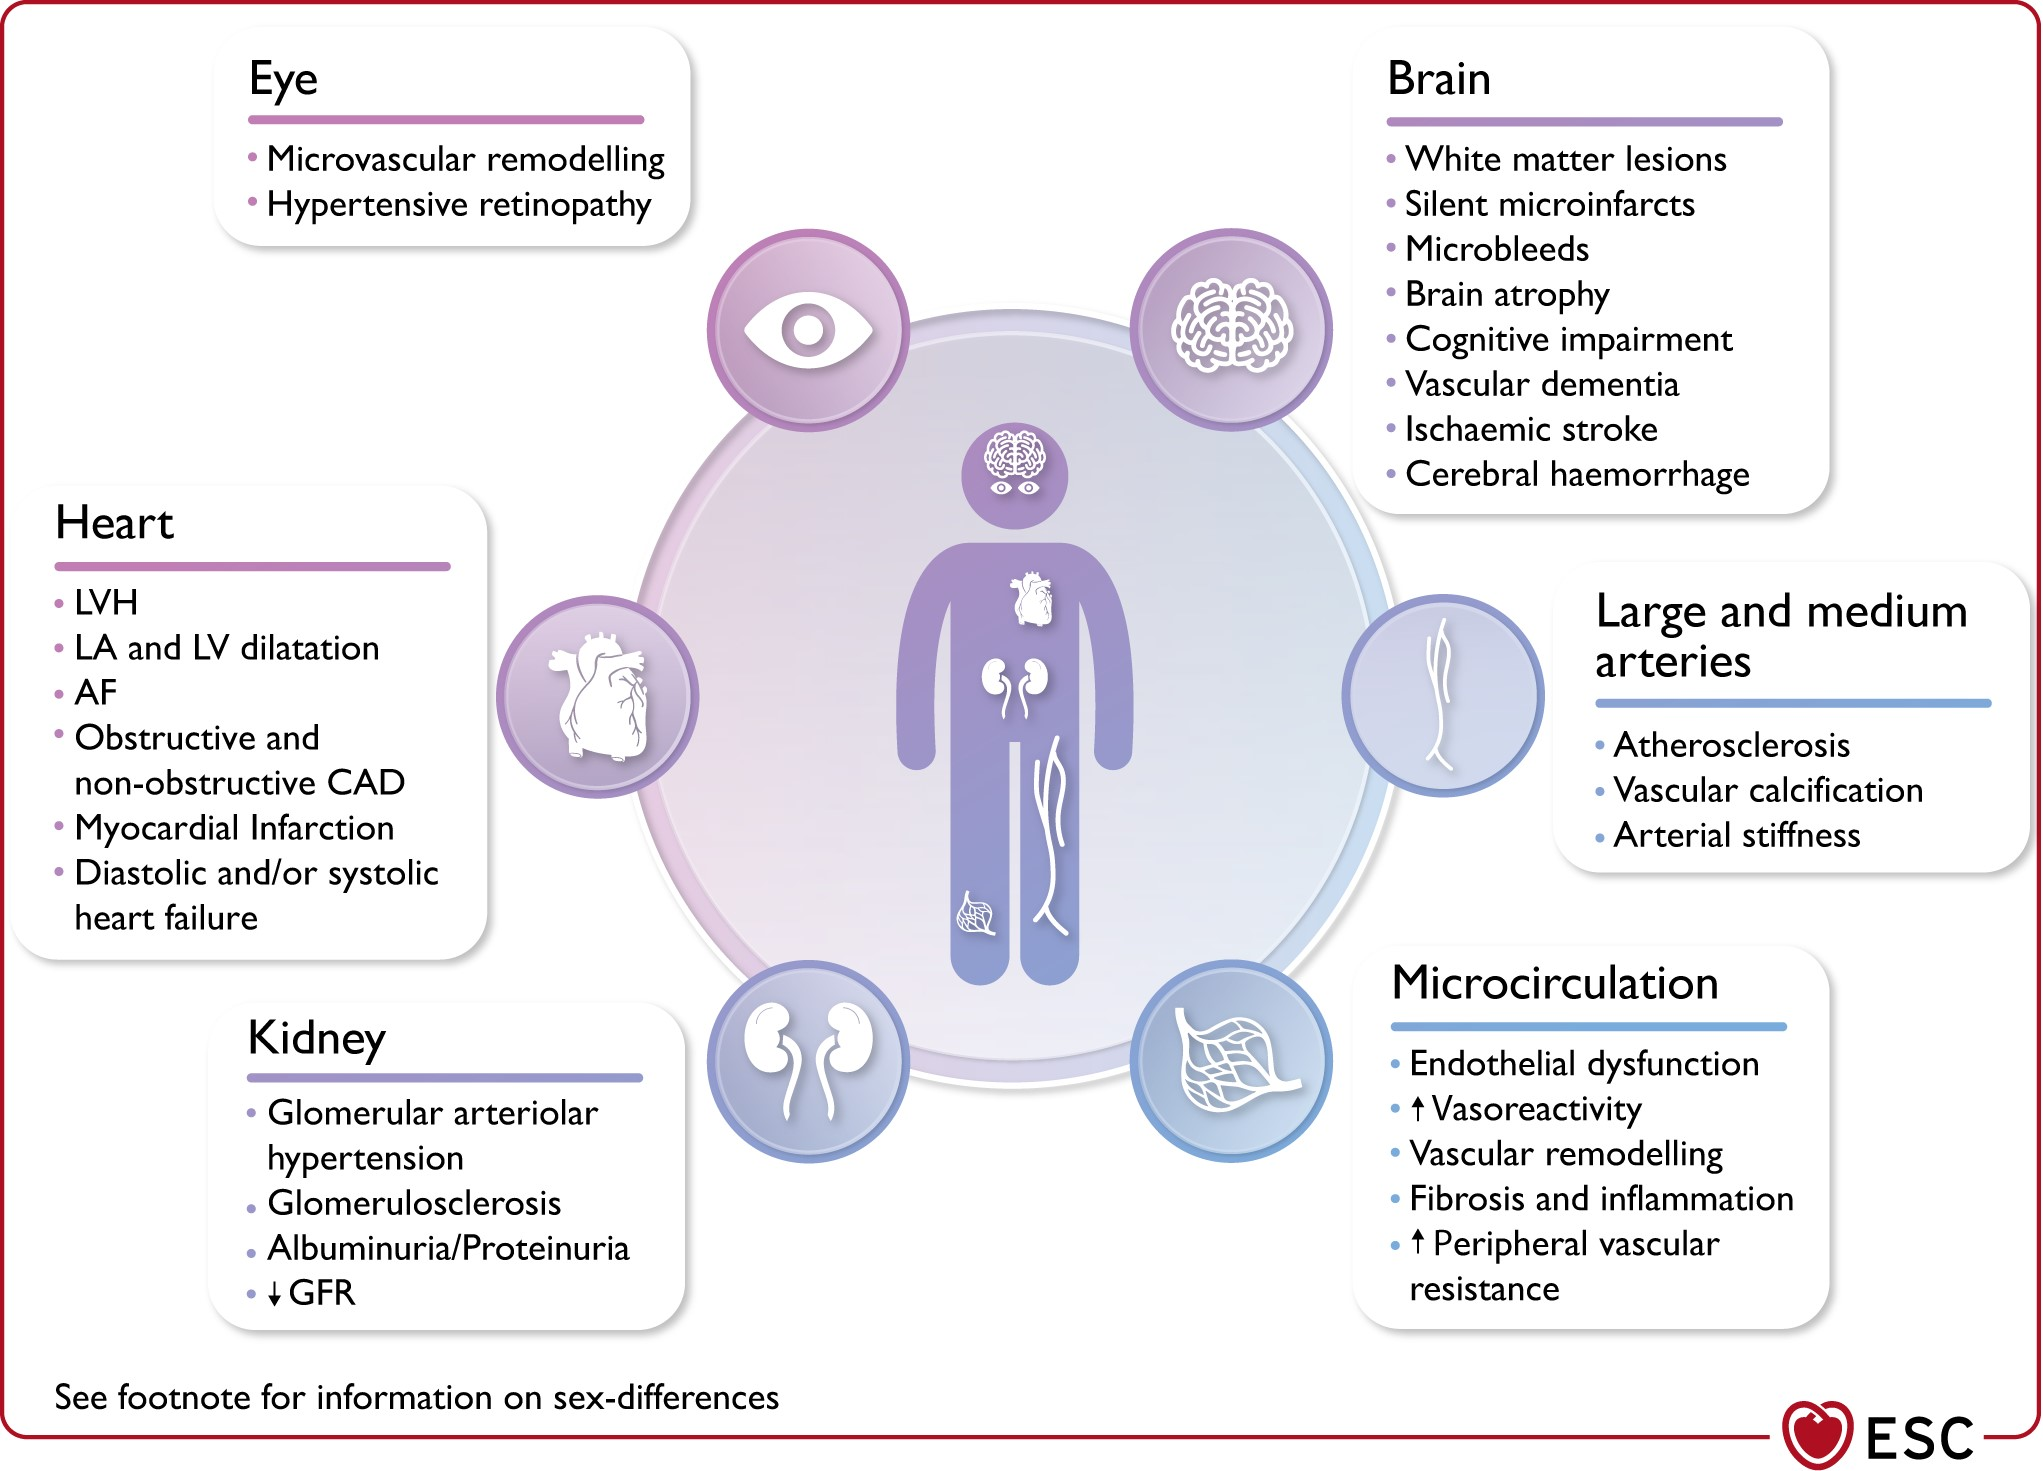 Eye
• Microvascular remodelling
• Hypertensive retinopathy
Brain
• White matter lesions
• Silent microinfarcts
• Microbleeds
• Brain atrophy
• Cognitive impairment
• Vascular dementia
• Ischaemic stroke
• Cerebral haemorrhage
Heart
• LVH
• LA and LV dilatation
• AF
• Obstructive and
non-obstructive CAD
• Myocardial Infarction
• Diastolic and/or systolic
heart failure
Large and medium
arteries
• Atherosclerosis
• Vascular calcification
• Arterial stiffness
Kidney
• Glomerular arteriolar
hypertension
• Glomerulosclerosis
• Albuminuria/Proteinuria
• ↓ GFR
Microcirculation
• Endothelial dysfunction
• ↑ Vasoreactivity
• Vascular remodelling
• Fibrosis and inflammation
• ↑ Peripheral vascular
resistance
See footnote for information on sex-differences
ESC